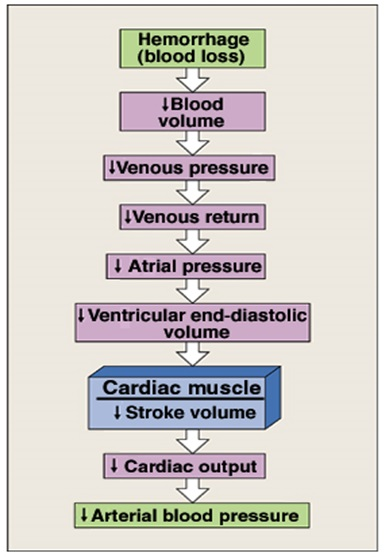 Hemorrhage
(blood loss)
↓Blood
volume
↓Venous pressure
↓Venous return
↓ Atrial pressure
↓Ventricular end-diastolic
volume
Cardiac muscle
↓ Stroke volume
↓ Cardiac output
↓Arterial blood pressure